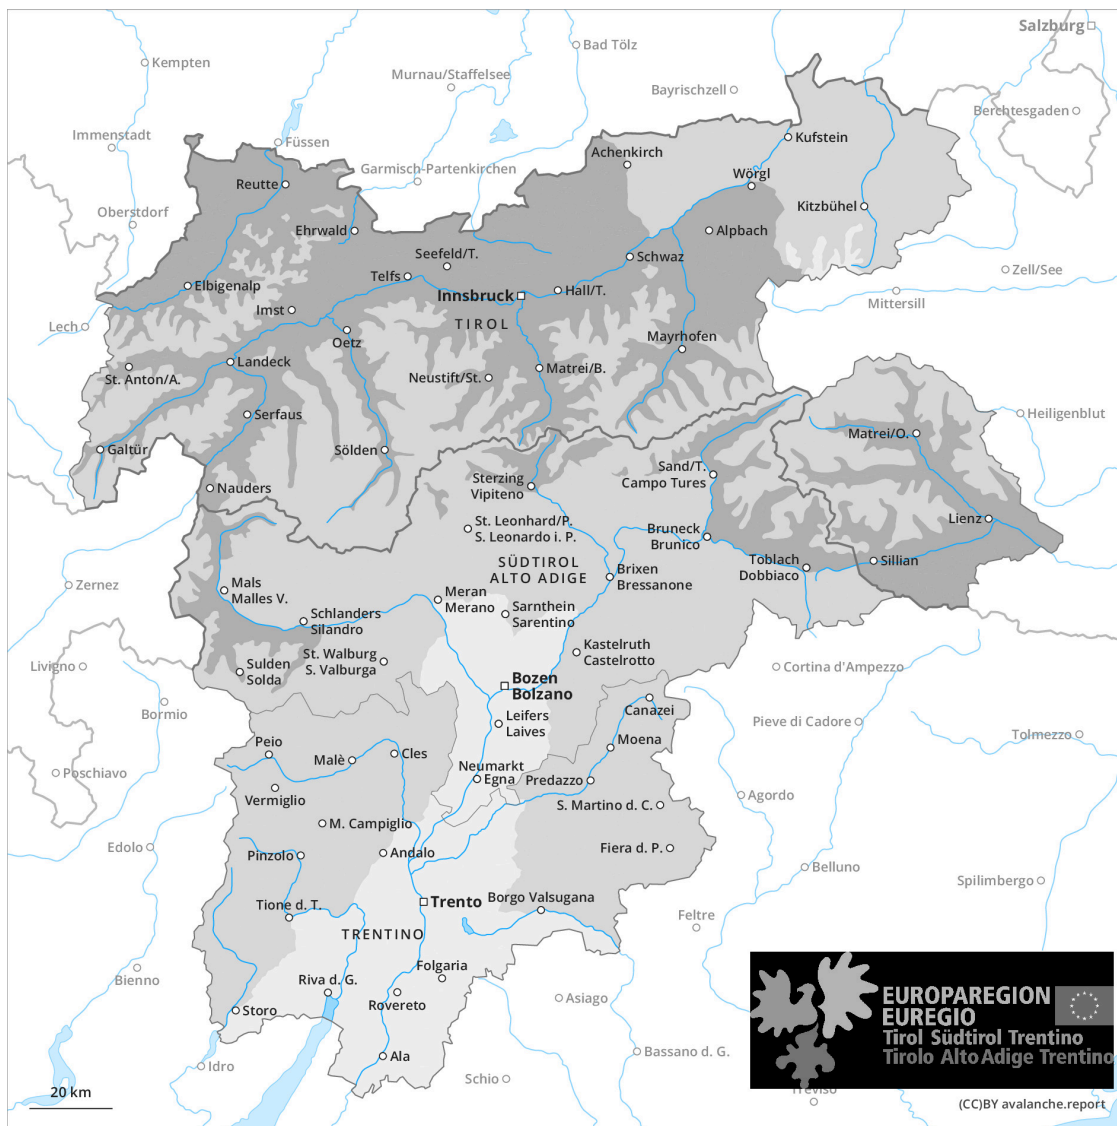 Salzburg
Bad Tölz
Kempten
Murnau/Staffelsee
Bayrischzell
Berchtesgaden
Immenstadt
Füssen
Kufstein
Achenkirch
Garmisch-Partenkirchen
Wörgl
Reutte
Kitzbühel
Oberstdorf
Ehrwald
Alpbach
Seefeld/T.
Schwaz
Zell/See
Telfs
Elbigenalp
Innsbruck
Hall/T.
Mittersill
Imst
TIROL
Lech
Oetz
Mayrhofen
Landeck
Matrei/B.
St. Anton/A.
Neustift/St.
Serfaus
Heiligenblut
Matrei/O.
Galtür
Sölden
Sand/T.
Campo Tures
Sterzing
Vipiteno
Nauders
Lienz
St. Leonhard/P.
S. Leonardo i. P.
Bruneck
Brunico
SÜDTIROL
ALTO ADIGE
Toblach
Dobbiaco
Sillian
Brixen
Bressanone
Zernez
Mals
Malles V.
Meran
Merano
Sarnthein
Sarentino
Schlanders
Silandro
Kastelruth
Castelrotto
St. Walburg
S. Valburga
Livigno
Sulden
Solda
Cortina d'Ampezzo
Bozen
Bolzano
Bormio
Canazei
Leifers
Laives
Pieve di Cadore
Tolmezzo
Peio
Cles
Moena
Malè
Poschiavo
Neumarkt
Egna
Predazzo
Vermiglio
Agordo
S. Martino d. C.
M. Campiglio
Edolo
Pinzolo
Andalo
Fiera d. P.
Belluno
Spilimbergo
Tione d. T.
Trento
Borgo Valsugana
Feltre
TRENTINO
Bienno
Folgaria
Riva d. G.
Rovereto
Asiago
Storo
EUROPAREGION
EUREGIO
Tirol Südtirol Trentino
Tirolo Alto Adige Trentino
Ala
Bassano d. G.
Idro
Schio
Treviso
20 km
(CC)BY avalanche.report